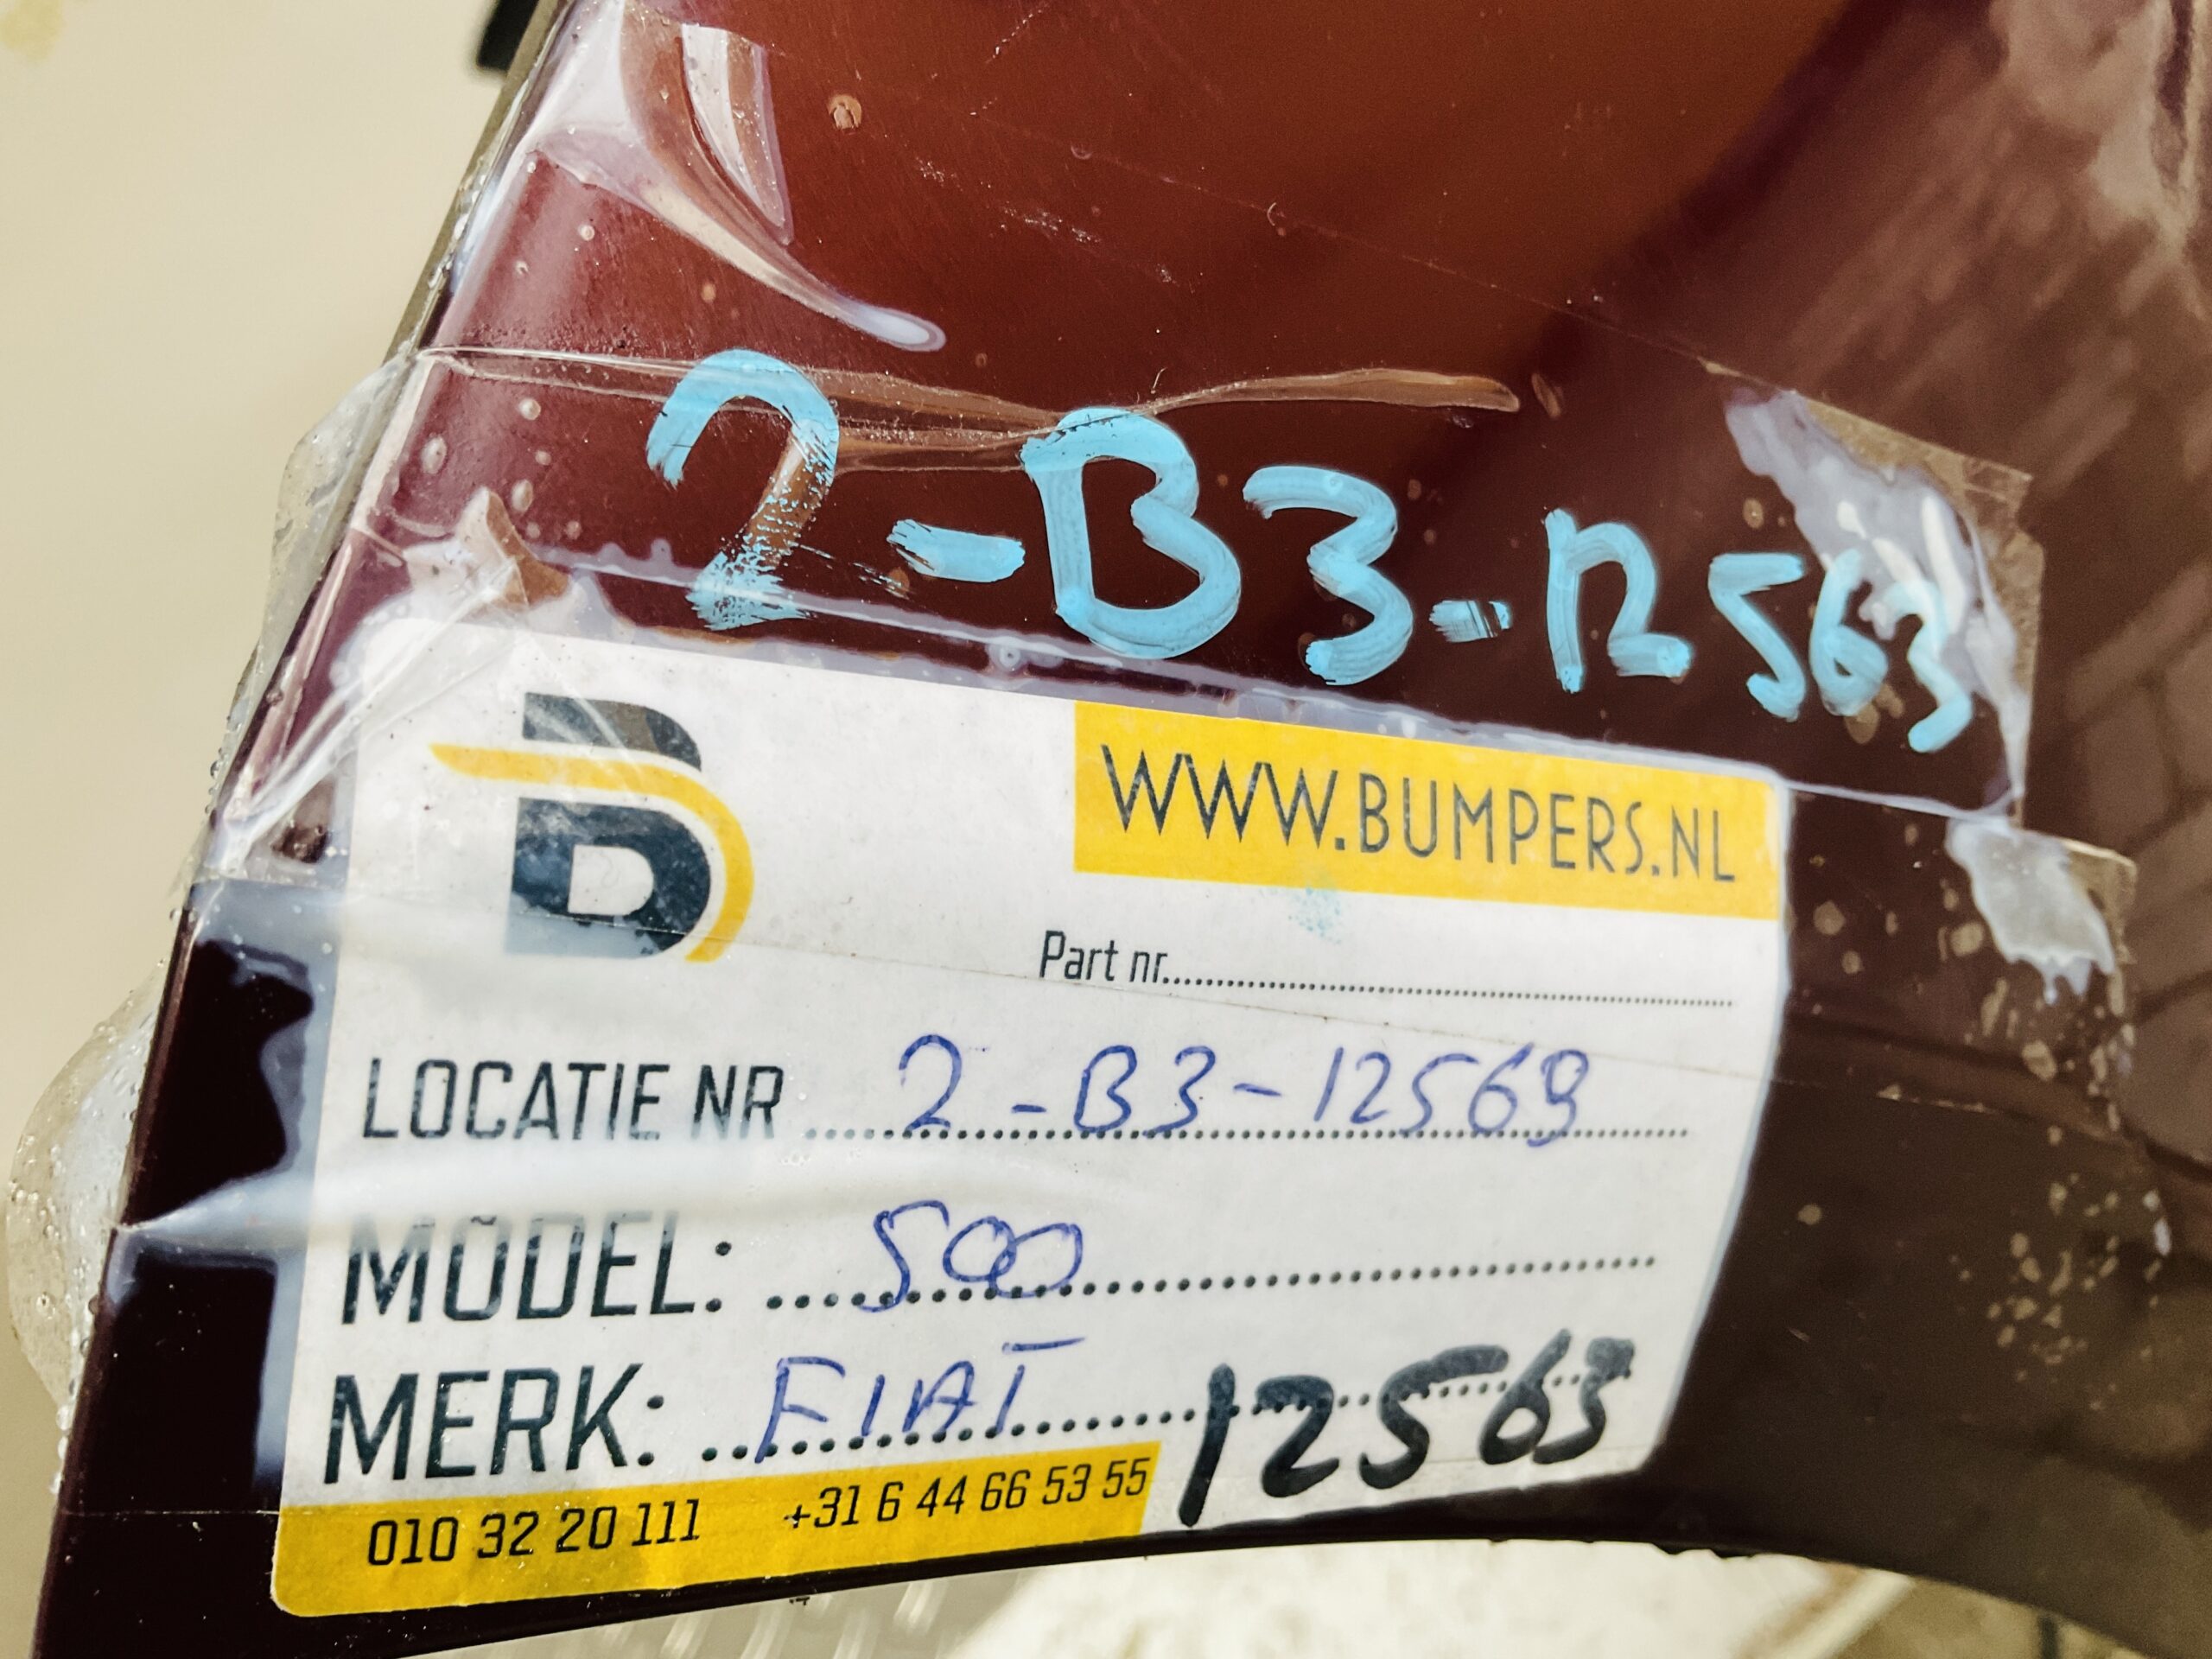 2-B3-12563
B
WWW.BUMPERS.NL
Part nr.......................
LOCATIE NR ..2-B3-12563..
MODEL: ...500...
MERK: ...FIAT...
12563
010 32 20 111 +31 6 44 66 53 55